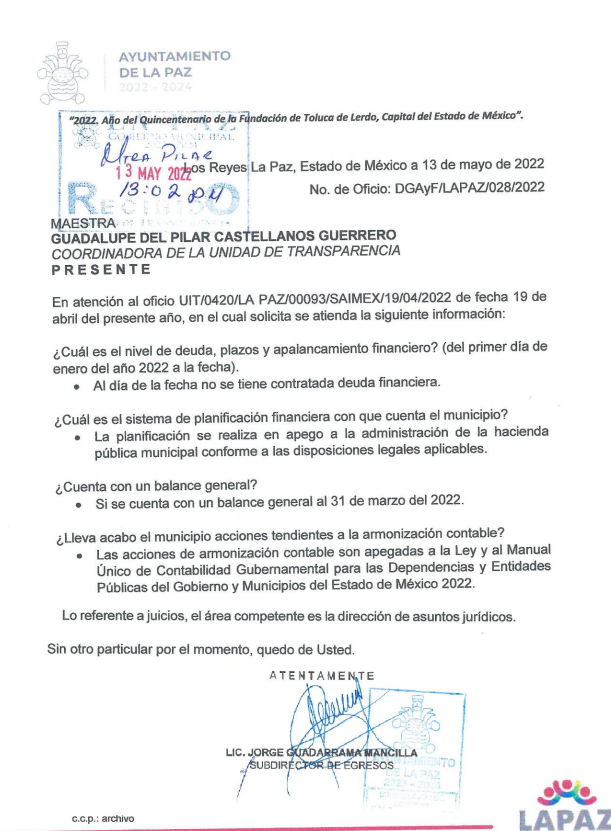 AYUNTAMIENTO
DE LA PAZ
2022 - 2024
"2022. Año del Quincentenario de la Fundación de Toluca de Lerdo, Capital del Estado de México".
LA PAZ
GOBIERNO MUNICIPAL
Mtra Pilar
13 MAY 2022
13:02 PM
RECIBIDO
Los Reyes La Paz, Estado de México a 13 de mayo de 2022
No. de Oficio: DGAyF/LAPAZ/028/2022
MAESTRA
GUADALUPE DEL PILAR CASTELLANOS GUERRERO
COORDINADORA DE LA UNIDAD DE TRANSPARENCIA
P R E S E N T E
En atención al oficio UIT/0420/LA PAZ/00093/SAIMEX/19/04/2022 de fecha 19 de
abril del presente año, en el cual solicita se atienda la siguiente información:
¿Cuál es el nivel de deuda, plazos y apalancamiento financiero? (del primer día de
enero del año 2022 a la fecha).
• Al día de la fecha no se tiene contratada deuda financiera.
¿Cuál es el sistema de planificación financiera con que cuenta el municipio?
• La planificación se realiza en apego a la administración de la hacienda
pública municipal conforme a las disposiciones legales aplicables.
¿Cuenta con un balance general?
• Si se cuenta con un balance general al 31 de marzo del 2022.
¿Lleva acabo el municipio acciones tendientes a la armonización contable?
• Las acciones de armonización contable son apegadas a la Ley y al Manual
Único de Contabilidad Gubernamental para las Dependencias y Entidades
Públicas del Gobierno y Municipios del Estado de México 2022.
Lo referente a juicios, el área competente es la dirección de asuntos jurídicos.
Sin otro particular por el momento, quedo de Usted.
A T E N T A M E N T E
LIC. JORGE GUADARRAMA MANCILLA
SUBDIRECTOR DE EGRESOS
AYUNTAMIENTO
DE LA PAZ
2022 - 2024
c.c.p.: archivo
LAPAZ